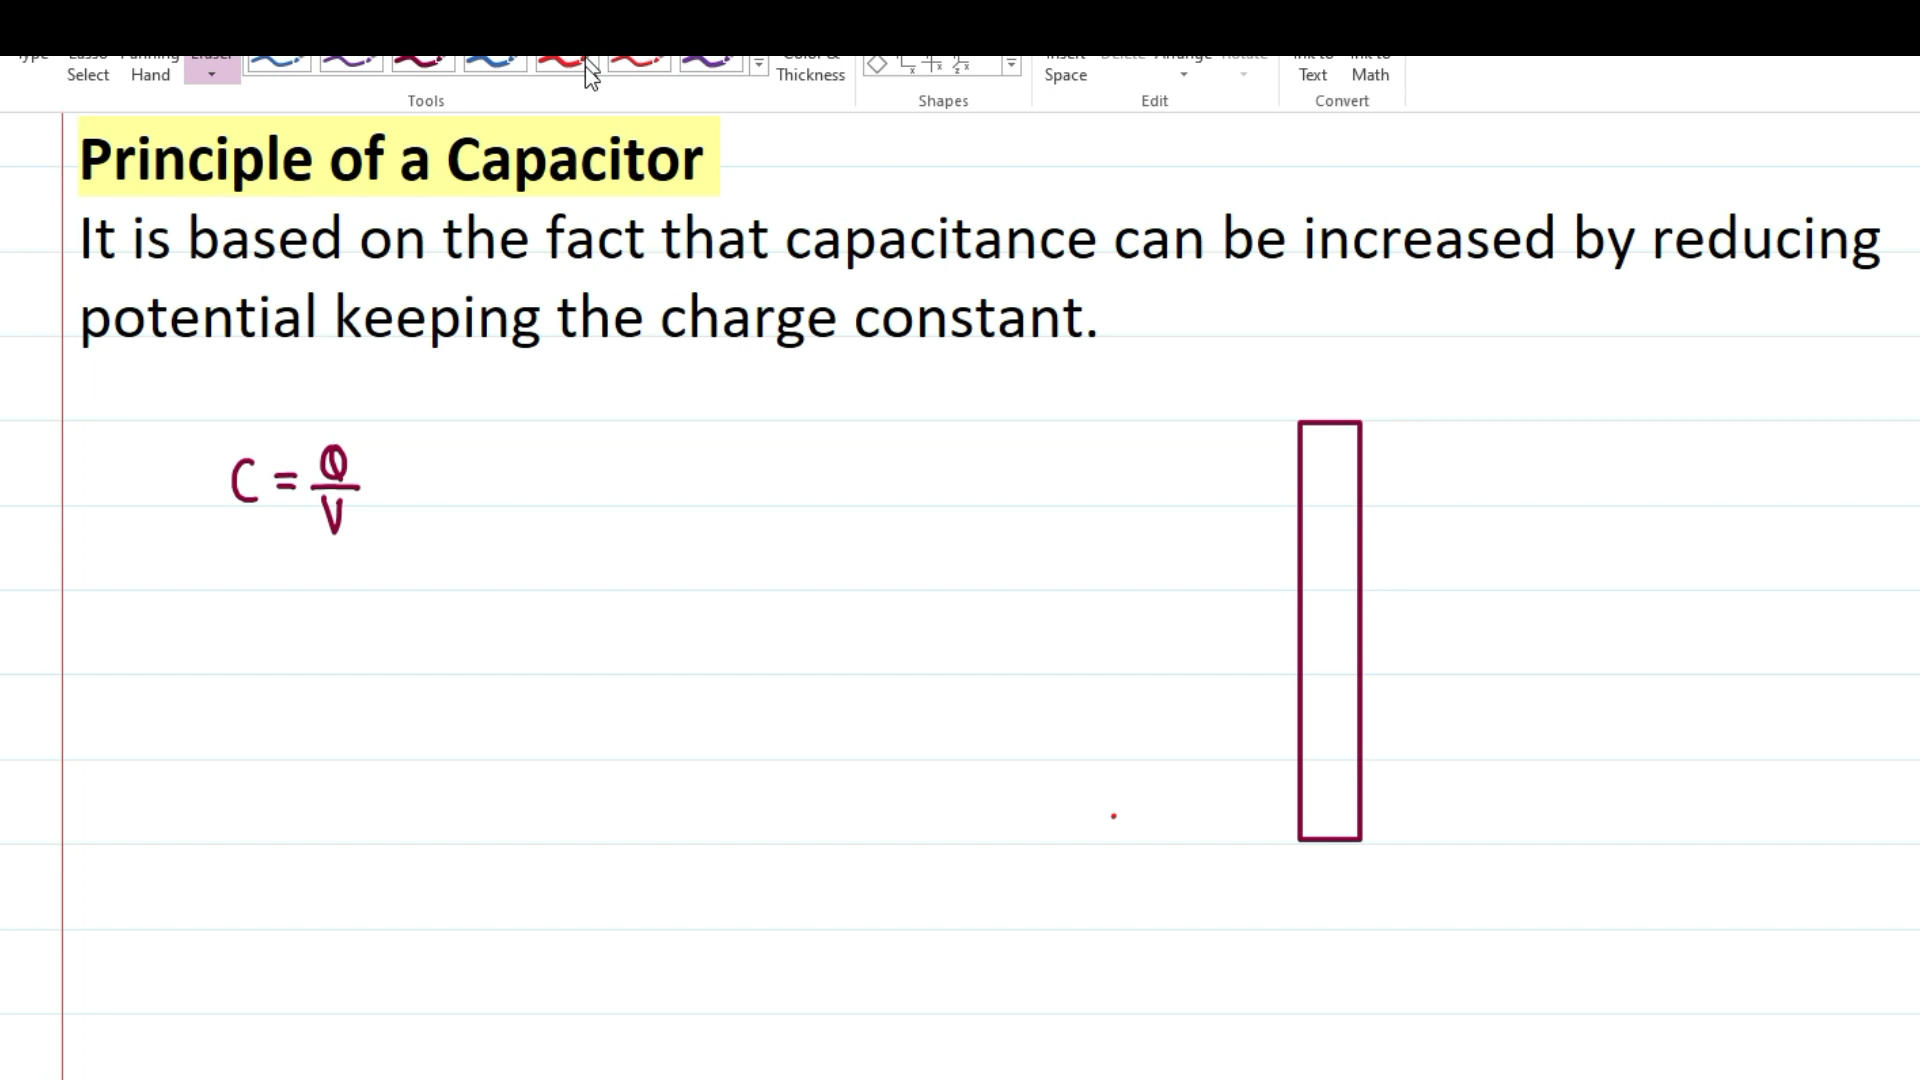 Select Hand Thickness Space Text Math
Tools Shapes Edit Convert
Principle of a Capacitor
It is based on the fact that capacitance can be increased by reducing
potential keeping the charge constant.
C = Q/V